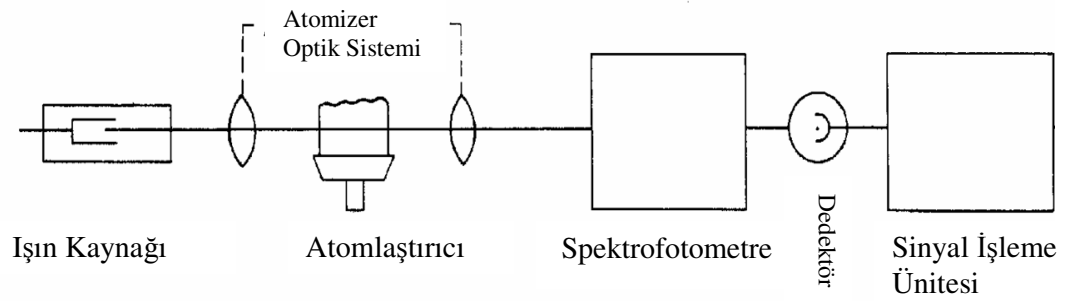 Atomizer
Optik Sistemi
Işın Kaynağı
Atomlaştırıcı
Spektrofotometre
Dedektör
Sinyal İşleme
Ünitesi